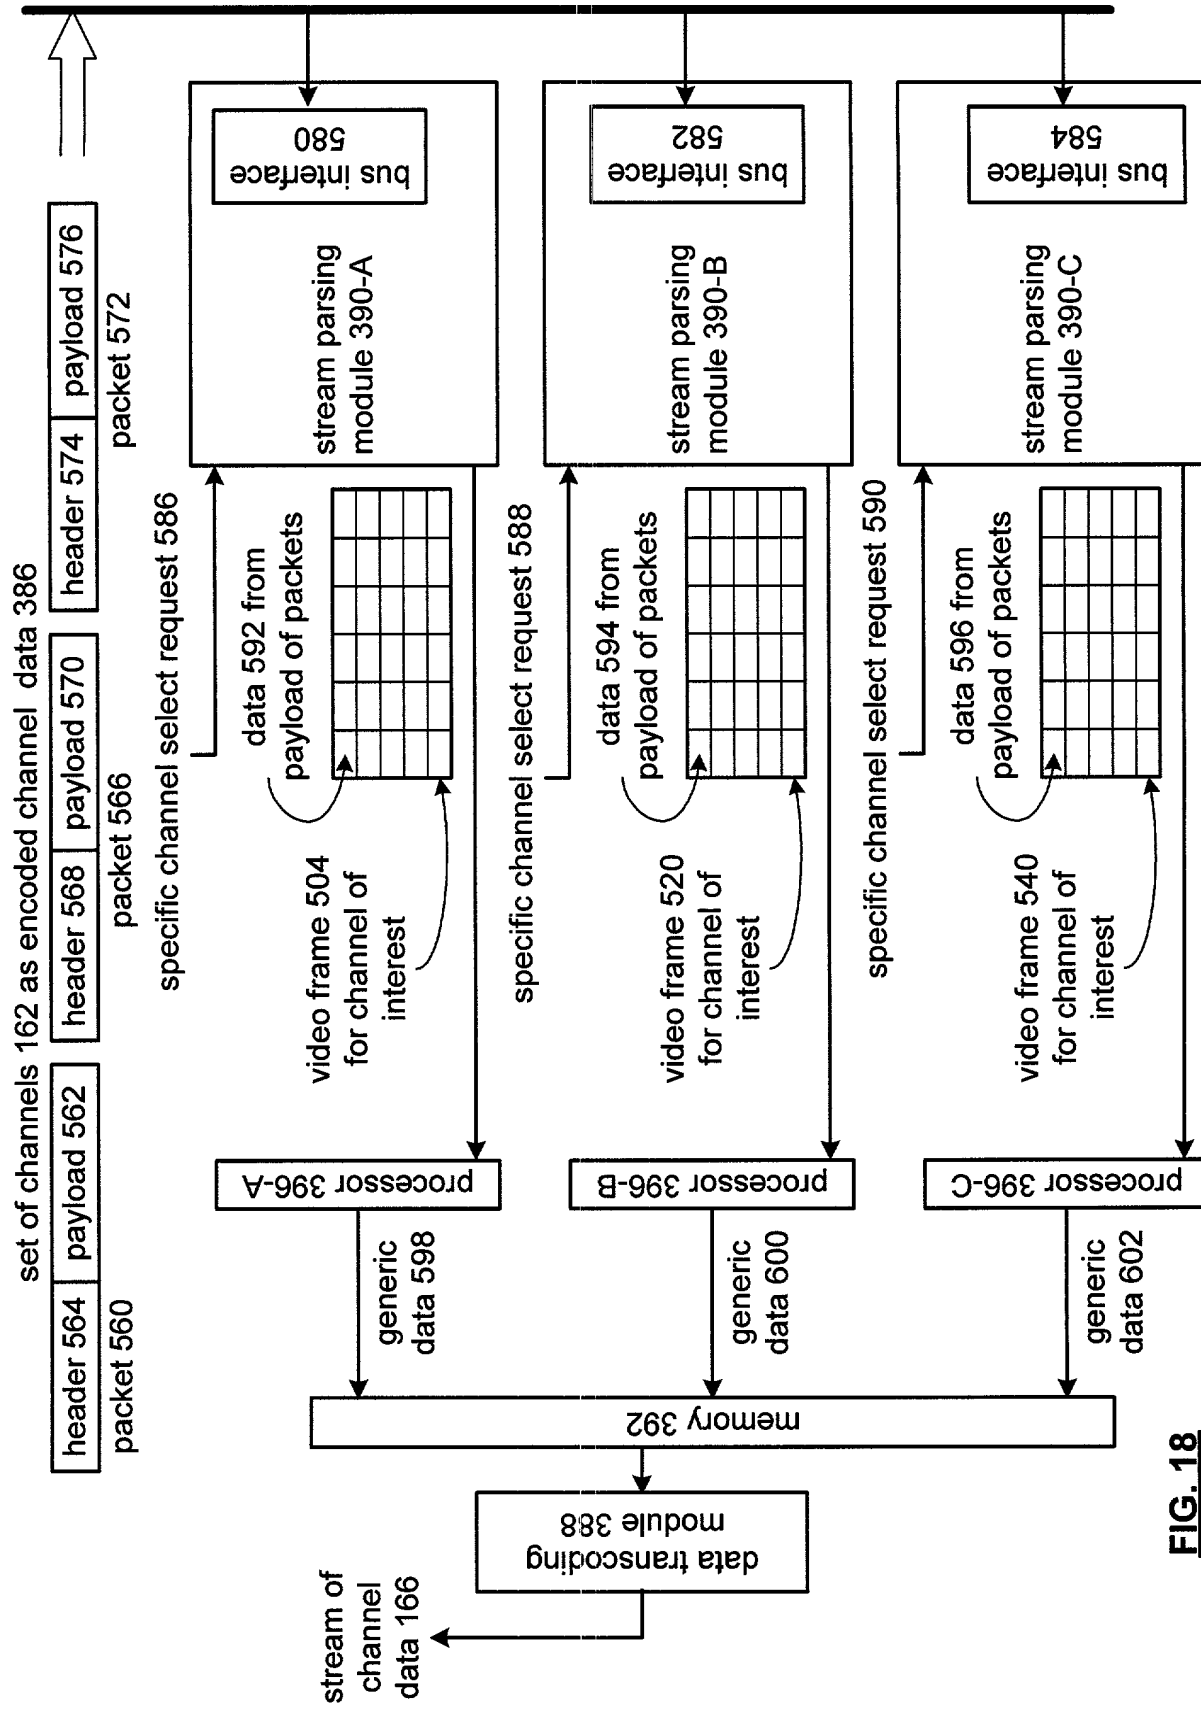 set of channels 162 as encoded channel data 386
header 564
payload 562
packet 560
header 568
payload 570
packet 566
header 574
payload 576
packet 572
specific channel select request 586
bus interface
580
stream parsing
module 390-A
data 592 from
payload of packets
video frame 504
for channel of
interest
processor 396-A
generic
data 598
specific channel select request 588
bus interface
582
stream parsing
module 390-B
data 594 from
payload of packets
video frame 520
for channel of
interest
processor 396-B
generic
data 600
specific channel select request 590
bus interface
584
stream parsing
module 390-C
data 596 from
payload of packets
video frame 540
for channel of
interest
processor 396-C
generic
data 602
memory 392
data transcoding
module 388
stream of
channel
data 166
FIG. 18